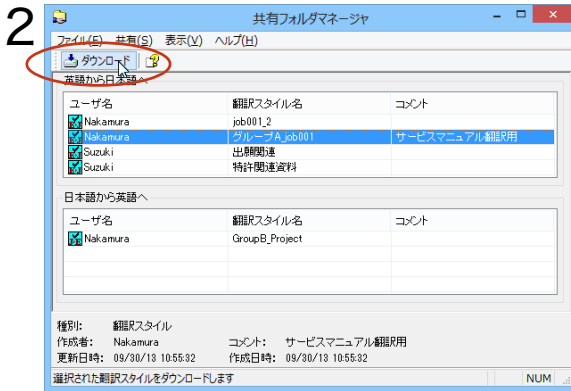 2
共有フォルダマネージャ
ファイル(F) 共有(S) 表示(V) ヘルプ(H)
ダウンロード
英語から日本語へ
ユーザ名 翻訳スタイル名 コメント
Nakamura job001_2
Nakamura グループA_job001 サービスマニュアル翻訳用
Suzuki 出願関連
Suzuki 特許関連資料
日本語から英語へ
ユーザ名 翻訳スタイル名 コメント
Nakamura GroupB_Project
種別: 翻訳スタイル
作成者: Nakamura コメント: サービスマニュアル翻訳用
更新日時: 09/30/13 10:55:32 作成日時: 09/30/13 10:55:32
選択された翻訳スタイルをダウンロードします NUM